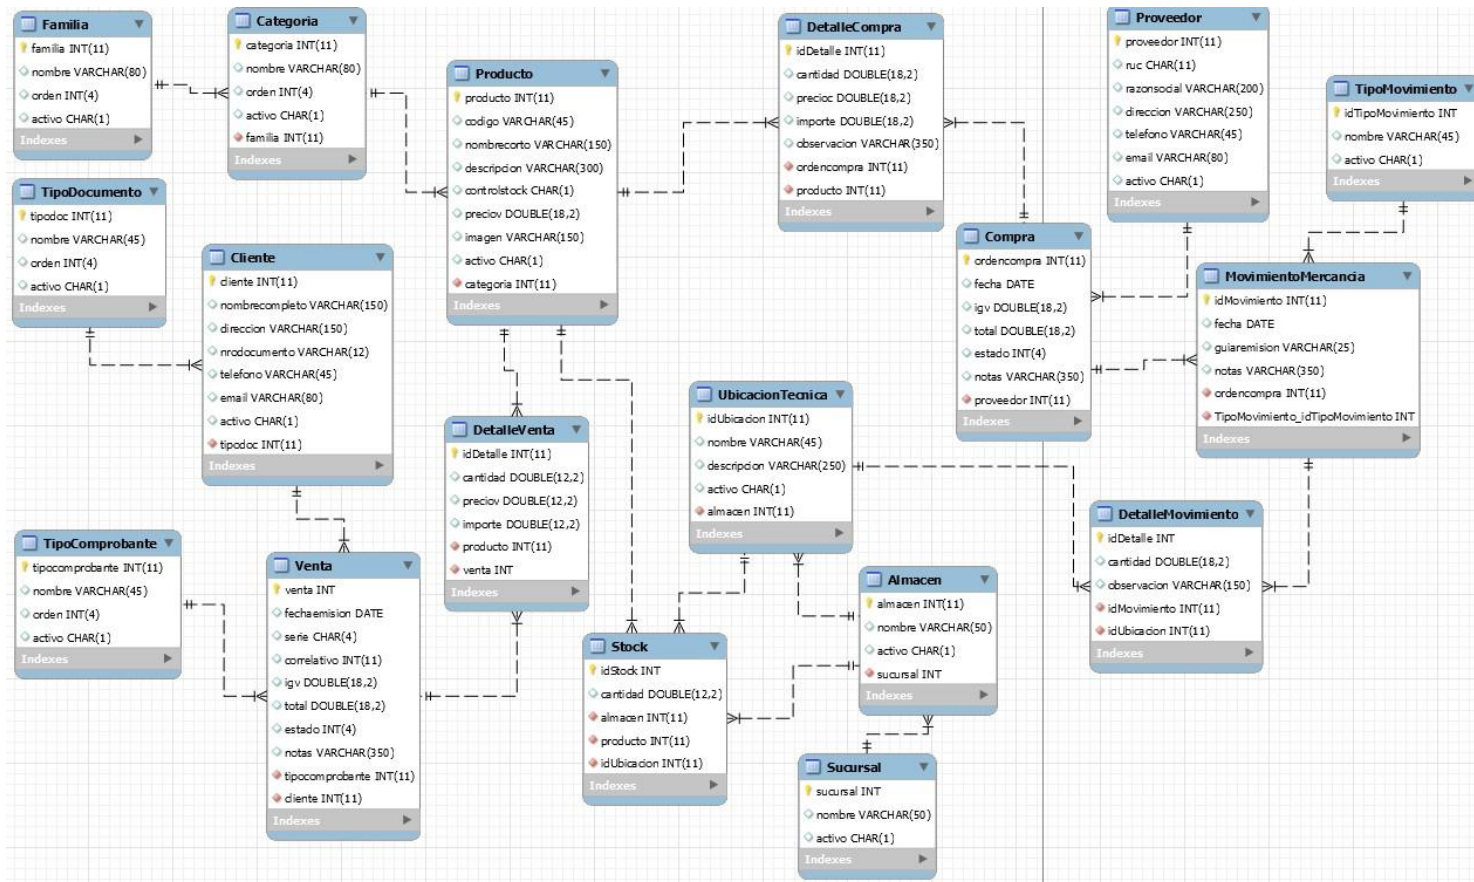 Familia
familia INT(11)
nombre VARCHAR(80)
orden INT(4)
activo CHAR(1)
Indexes
Categoria
categoria INT(11)
nombre VARCHAR(80)
orden INT(4)
activo CHAR(1)
familia INT(11)
Indexes
Producto
producto INT(11)
codigo VARCHAR(45)
nombrecorto VARCHAR(150)
descripcion VARCHAR(300)
controlstock CHAR(1)
preciov DOUBLE(18,2)
imagen VARCHAR(150)
activo CHAR(1)
categoria INT(11)
Indexes
DetalleCompra
idDetalle INT(11)
cantidad DOUBLE(18,2)
precioc DOUBLE(18,2)
importe DOUBLE(18,2)
observacion VARCHAR(350)
ordencompra INT(11)
producto INT(11)
Indexes
Proveedor
proveedor INT(11)
ruc CHAR(11)
razonsocial VARCHAR(200)
direccion VARCHAR(250)
telefono VARCHAR(45)
email VARCHAR(80)
activo CHAR(1)
Indexes
TipoMovimiento
idTipoMovimiento INT
nombre VARCHAR(45)
activo CHAR(1)
Indexes
TipoDocumento
tipodoc INT(11)
nombre VARCHAR(45)
orden INT(4)
activo CHAR(1)
Indexes
Cliente
cliente INT(11)
nombrecompleto VARCHAR(150)
direccion VARCHAR(150)
nrodocumento VARCHAR(12)
telefono VARCHAR(45)
email VARCHAR(80)
activo CHAR(1)
tipodoc INT(11)
Indexes
Compra
ordencompra INT(11)
fecha DATE
igv DOUBLE(18,2)
total DOUBLE(18,2)
estado INT(4)
notas VARCHAR(350)
proveedor INT(11)
Indexes
MovimientoMercancia
idMovimiento INT(11)
fecha DATE
guiaremision VARCHAR(25)
notas VARCHAR(350)
ordencompra INT(11)
TipoMovimiento_idTipoMovimiento INT
Indexes
DetalleVenta
idDetalle INT(11)
cantidad DOUBLE(12,2)
preciov DOUBLE(12,2)
importe DOUBLE(12,2)
producto INT(11)
venta INT
Indexes
UbicacionTecnica
idUbicacion INT(11)
nombre VARCHAR(45)
descripcion VARCHAR(250)
activo CHAR(1)
almacen INT(11)
Indexes
DetalleMovimiento
idDetalle INT
cantidad DOUBLE(18,2)
observacion VARCHAR(150)
idMovimiento INT(11)
idUbicacion INT(11)
Indexes
TipoComprobante
tipocomprobante INT(11)
nombre VARCHAR(45)
orden INT(4)
activo CHAR(1)
Indexes
Venta
venta INT
fechaemision DATE
serie CHAR(4)
correlativo INT(11)
igv DOUBLE(18,2)
total DOUBLE(18,2)
estado INT(4)
notas VARCHAR(350)
tipocomprobante INT(11)
cliente INT(11)
Indexes
Stock
idStock INT
cantidad DOUBLE(12,2)
almacen INT(11)
producto INT(11)
idUbicacion INT(11)
Indexes
Almacen
almacen INT(11)
nombre VARCHAR(50)
activo CHAR(1)
sucursal INT
Indexes
Sucursal
sucursal INT
nombre VARCHAR(50)
activo CHAR(1)
Indexes